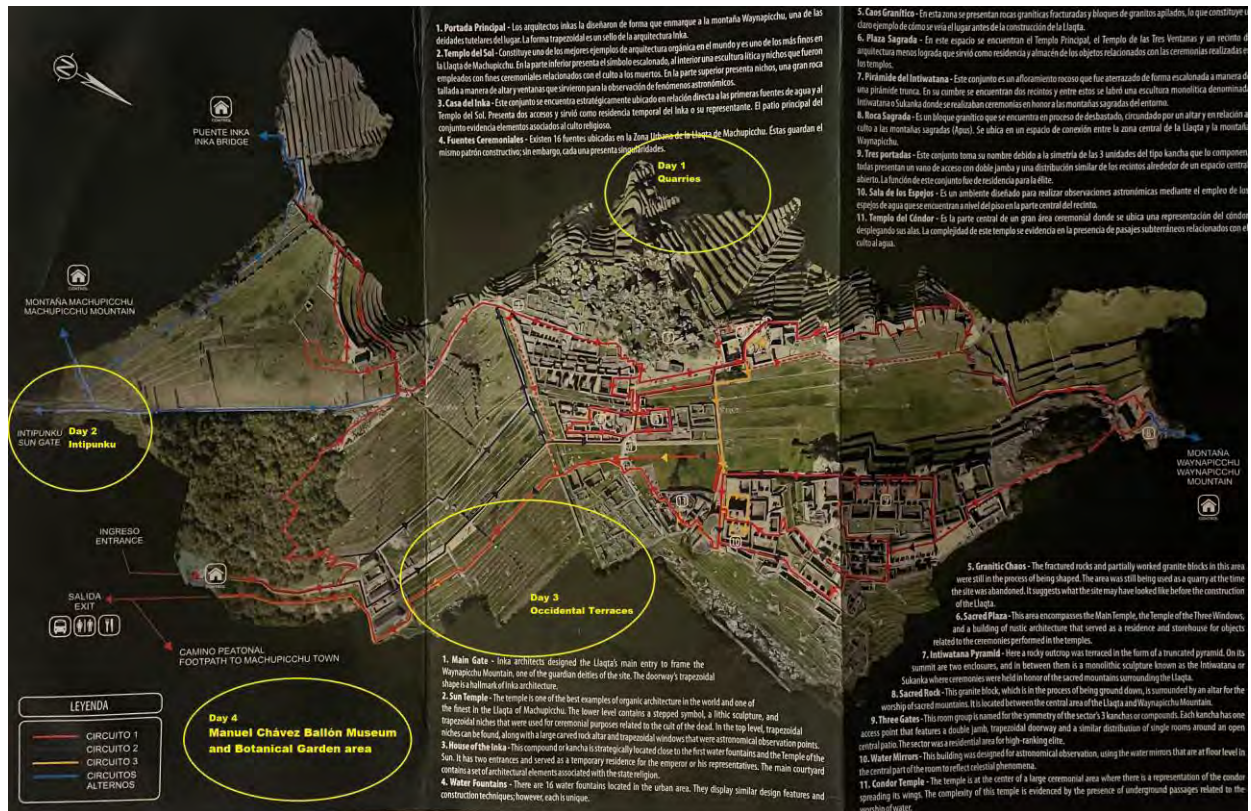 1. Portada Principal - Los arquitectos inkas la diseñaron de forma que enmarque a la montaña Waynapicchu, una de las
deidades tutelares del lugar. La forma trapezoidal es un sello de la arquitectura Inka.
2. Templo del Sol - Constituye uno de los mejores ejemplos de arquitectura orgánica en el mundo y es uno de los más finos en
la Llaqta de Machupicchu. En la parte inferior presenta el símbolo escalonado, al interior una escultura lítica y nichos que fueron
empleados con fines ceremoniales relacionados con el culto a los muertos. En la parte superior presenta nichos, una gran roca
tallada a manera de altar y ventanas que sirvieron para la observación de fenómenos astronómicos.
3. Casa del Inka - Este conjunto se encuentra estratégicamente ubicado en relación directa a las primeras fuentes de agua y al
Templo del Sol. Presenta dos accesos y sirvió como residencia temporal del Inka o su representante. El patio principal del
conjunto evidencia elementos asociados al culto religioso.
4. Fuentes Ceremoniales - Existen 16 fuentes ubicadas en la Zona Urbana de la Llaqta de Machupicchu. Éstas guardan el
mismo patrón constructivo; sin embargo, cada una presenta singularidades.
5. Caos Granítico - En esta zona se presentan rocas graníticas fracturadas y bloques de granitos apilados, lo que constituye u
claro ejemplo de cómo se veía el lugar antes de la construcción de la Llaqta.
6. Plaza Sagrada - En este espacio se encuentran el Templo Principal, el Templo de las Tres Ventanas y un recinto d
arquitectura menos lograda que sirvió como residencia y almacén de los objetos relacionados con las ceremonias realizadas e
los templos.
7. Pirámide del Intiwatana - Este conjunto es un afloramiento rocoso que fue aterrazado de forma escalonada a manera d
una pirámide trunca. En su cumbre se encuentran dos recintos y entre estos se labró una escultura monolítica denominada
Intiwatana o Sukanka donde se realizaban ceremonias en honor a las montañas sagradas del entorno.
8. Roca Sagrada - Es un bloque granítico que se encuentra en proceso de desbastado, circundado por un altar y en relación a
culto a las montañas sagradas (Apus). Se ubica en un espacio de conexión entre la zona central de la Llaqta y la montaña
Waynapicchu.
9. Tres portadas - Este conjunto toma su nombre debido a la simetría de las 3 unidades del tipo kancha que lo componen,
todas presentan un vano de acceso con doble jamba y una distribución similar de los recintos alrededor de un espacio central
abierto. La función de este conjunto fue de residencia para la élite.
10. Sala de los Espejos - Es un ambiente diseñado para realizar observaciones astronómicas mediante el empleo de los
espejos de agua que se encuentran a nivel del piso en la parte central del recinto.
11. Templo del Cóndor - Es la parte central de un gran área ceremonial donde se ubica una representación del cóndor
desplegando sus alas. La complejidad de este templo se evidencia en la presencia de pasajes subterráneos relacionados con el
culto al agua.
N
CONTROL
PUENTE INKA
INKA BRIDGE
Day 1
Quarries
CONTROL
MONTAÑA MACHUPICCHU
MACHUPICCHU MOUNTAIN
INTIPUNKU
SUN GATE
Day 2
Intipunku
MONTAÑA
WAYNAPICCHU
WAYNAPICCHU
MOUNTAIN
CONTROL
INGRESO
ENTRANCE
SALIDA
EXIT
CAMINO PEATONAL
FOOTPATH TO MACHUPICCHU TOWN
Day 3
Occidental Terraces
Day 4
Manuel Chávez Ballón Museum
and Botanical Garden area
LEYENDA
CIRCUITO 1
CIRCUITO 2
CIRCUITO 3
CIRCUITOS
ALTERNOS
1. Main Gate - Inka architects designed the Llaqta's main entry to frame the
Waynapicchu Mountain, one of the guardian deities of the site. The doorway's trapezoidal
shape is a hallmark of Inka architecture.
2. Sun Temple - The temple is one of the best examples of organic architecture in the world and one of
the finest in the Llaqta of Machupicchu. The lower level contains a stepped symbol, a lithic sculpture, and
trapezoidal niches that were used for ceremonial purposes related to the cult of the dead. In the top level, trapezoidal
niches can be found, along with a large carved rock altar and trapezoidal windows that were astronomical observation points.
3. House of the Inka - This compound or kancha is strategically located close to the first water fountains and the Temple of the
Sun. It has two entrances and served as a temporary residence for the emperor or his representatives. The main courtyard
contains a set of architectural elements associated with the state religion.
4. Water Fountains - There are 16 water fountains located in the urban area. They display similar design features and
construction techniques; however, each is unique.
5. Granitic Chaos - The fractured rocks and partially worked granite blocks in this area
were still in the process of being shaped. The area was still being used as a quarry at the time
the site was abandoned. It suggests what the site may have looked like before the construction
of the Llaqta.
6. Sacred Plaza - This area encompasses the Main Temple, the Temple of the Three Windows,
and a building of rustic architecture that served as a residence and storehouse for objects
related to the ceremonies performed in the temples.
7. Intiwatana Pyramid - Here a rocky outcrop was terraced in the form of a truncated pyramid. On its
summit are two enclosures, and in between them is a monolithic sculpture known as the Intiwatana or
Sukanka where ceremonies were held in honor of the sacred mountains surrounding the Llaqta.
8. Sacred Rock - This granite block, which is in the process of being ground down, is surrounded by an altar for the
worship of sacred mountains. It is located between the central area of the Llaqta and Waynapicchu Mountain.
9. Three Gates - This room group is named for the symmetry of the sector's 3 kanchas or compounds. Each kancha has one
access point that features a double jamb, trapezoidal doorway and a similar distribution of single rooms around an open
central patio. The sector was a residential area for high-ranking elite.
10. Water Mirrors - This building was designed for astronomical observation, using the water mirrors that are at floor level in
the central part of the room to reflect celestial phenomena.
11. Condor Temple - The temple is at the center of a large ceremonial area where there is a representation of the condor
spreading its wings. The complexity of this temple is evidenced by the presence of underground passages related to the
worship of water.